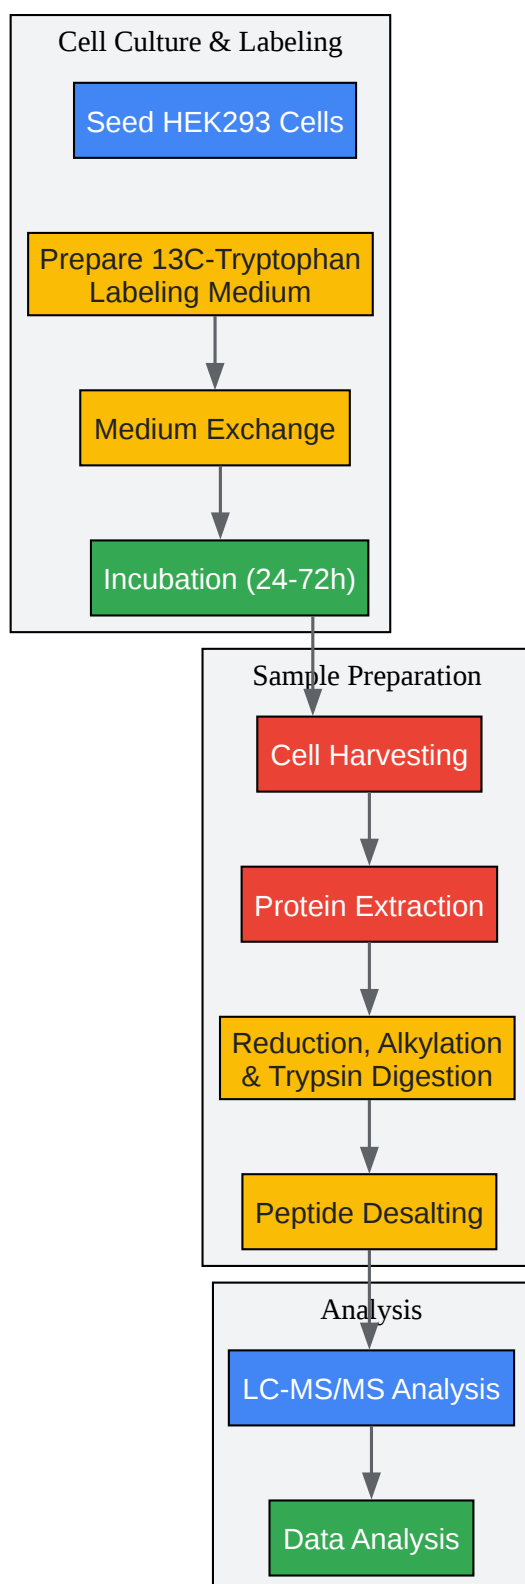 Cell Culture & Labeling
Seed HEK293 Cells
Prepare 13C-Tryptophan
Labeling Medium
Medium Exchange
Incubation (24-72h)
Sample Preparation
Cell Harvesting
Protein Extraction
Reduction, Alkylation
& Trypsin Digestion
Peptide Desalting
Analysis
LC-MS/MS Analysis
Data Analysis